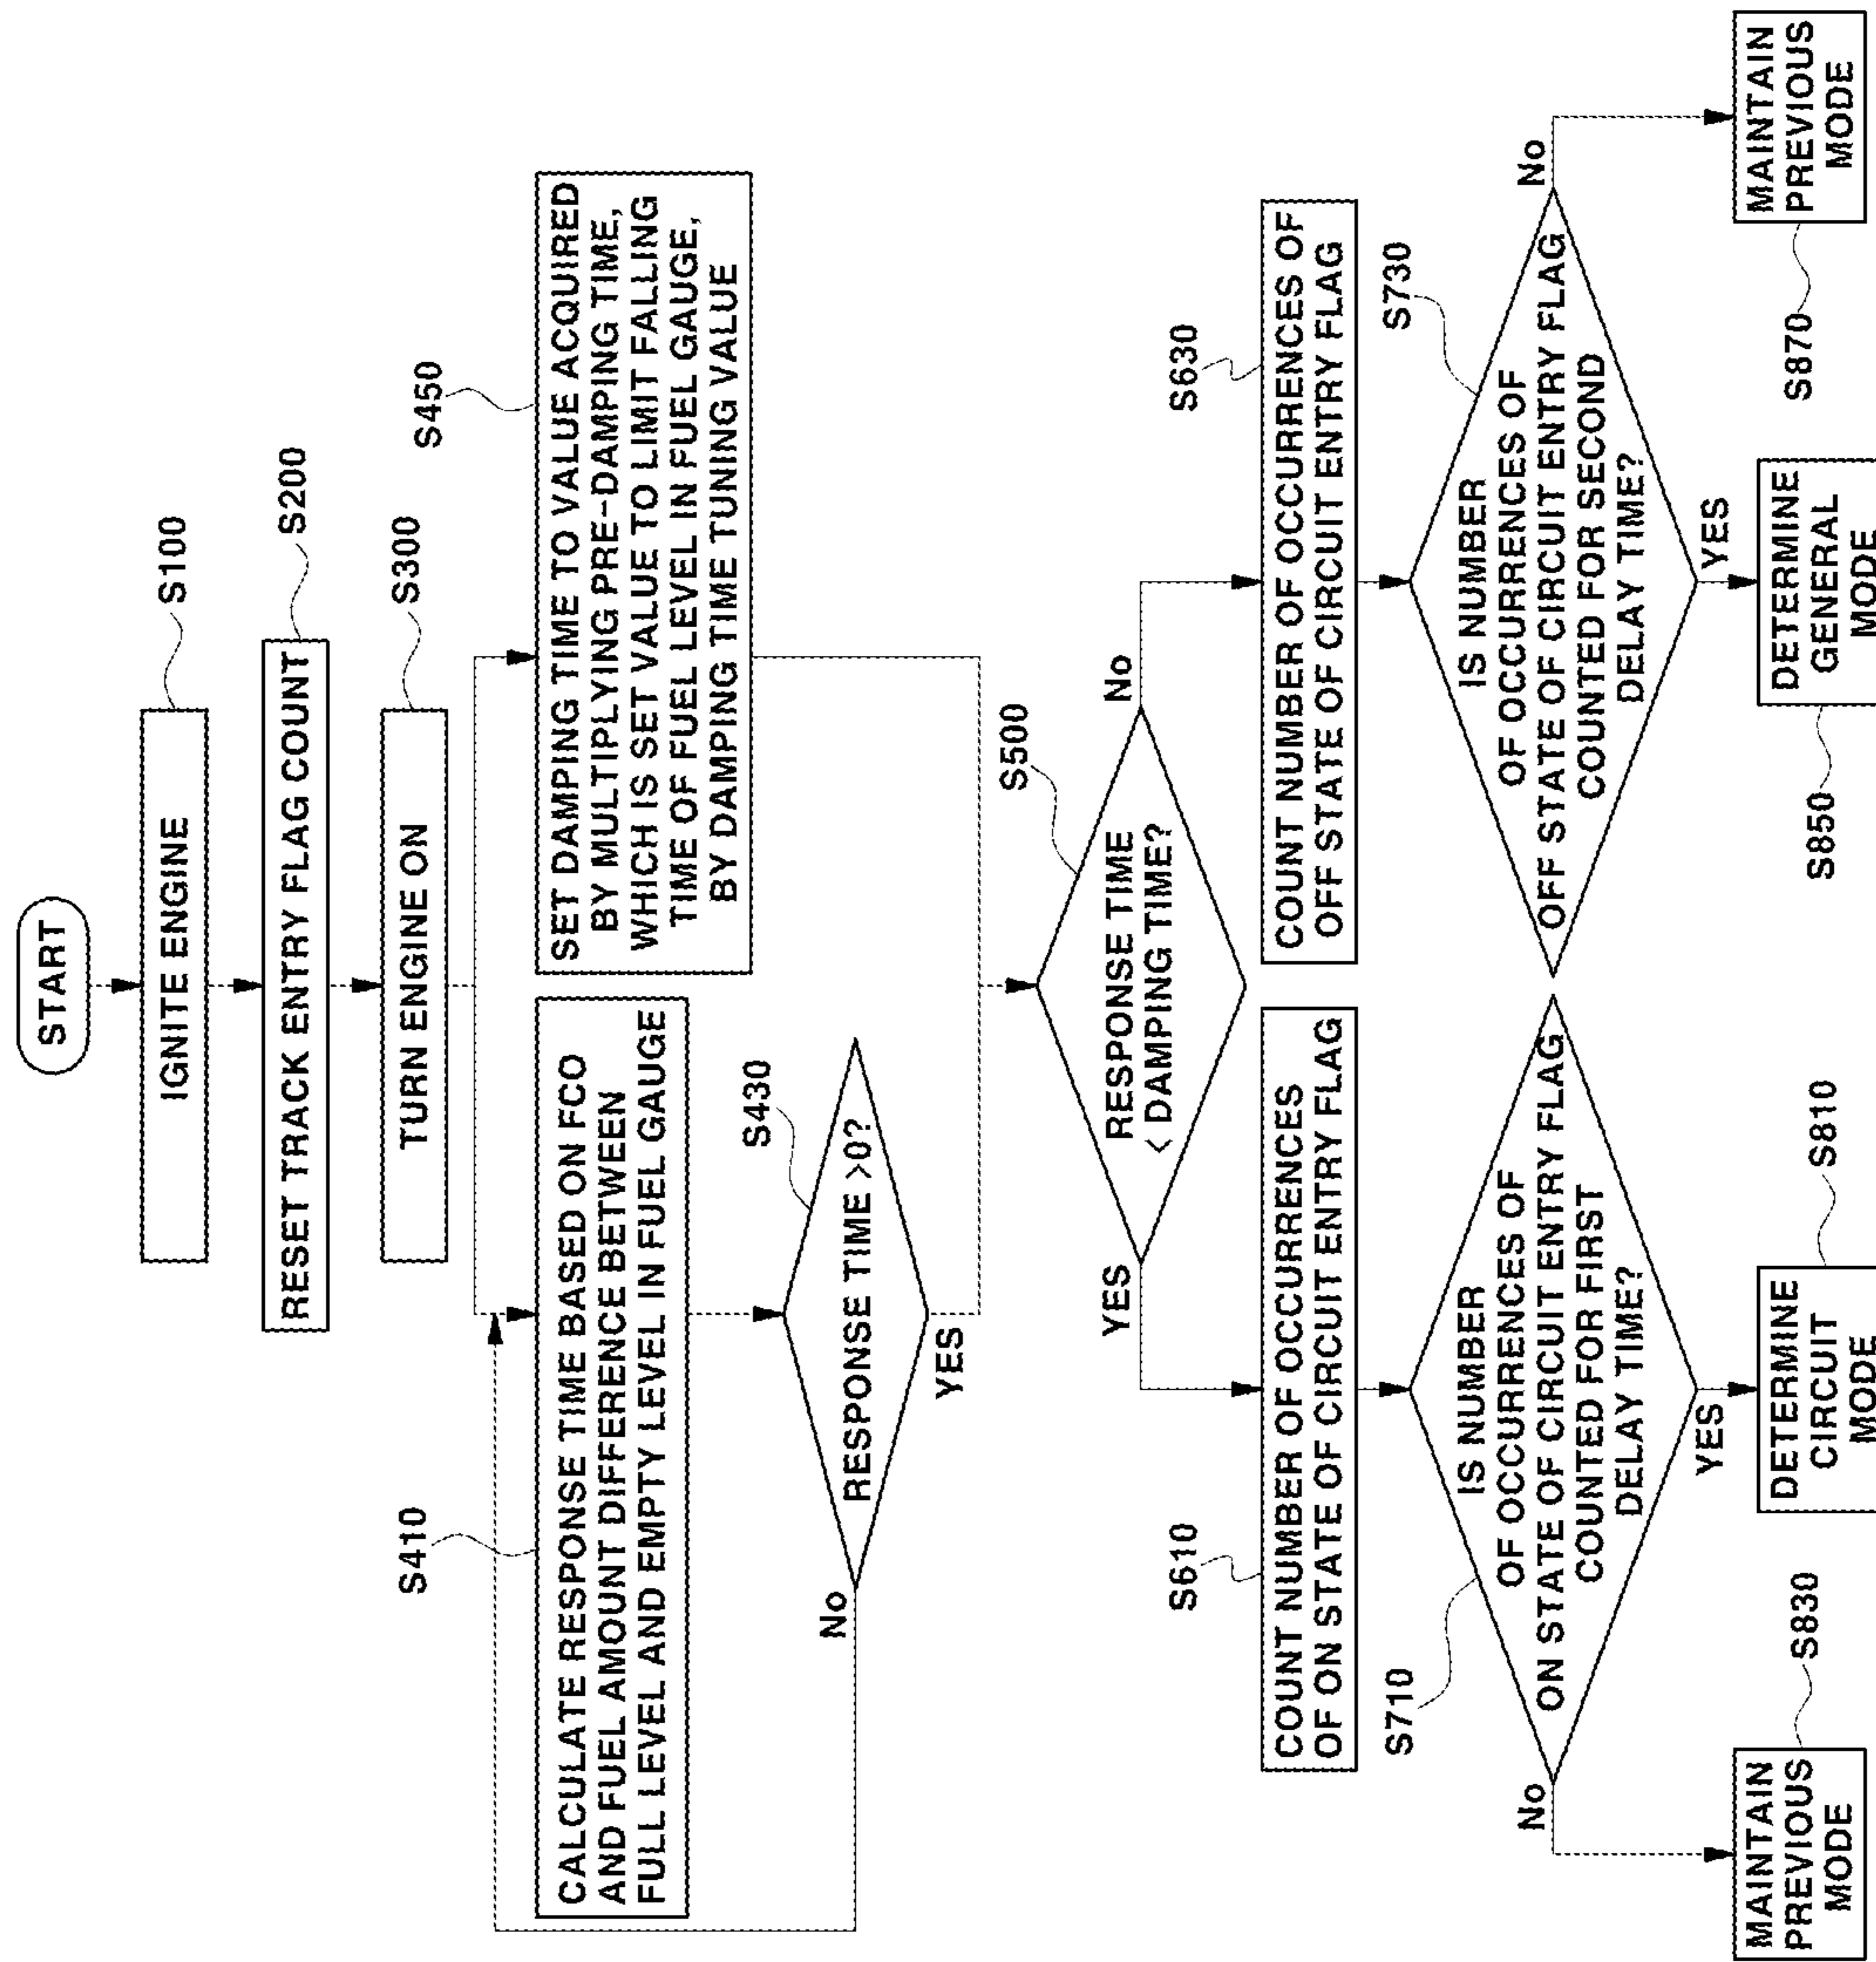 START
IGNITE ENGINE
S100
RESET TRACK ENTRY FLAG COUNT
S200
TURN ENGINE ON
S300
S410
CALCULATE RESPONSE TIME BASED ON FCO
AND FUEL AMOUNT DIFFERENCE BETWEEN
FULL LEVEL AND EMPTY LEVEL IN FUEL GAUGE
S450
SET DAMPING TIME TO VALUE ACQUIRED
BY MULTIPLYING PRE-DAMPING TIME,
WHICH IS SET VALUE TO LIMIT FALLING
TIME OF FUEL LEVEL IN FUEL GAUGE,
BY DAMPING TIME TUNING VALUE
S430
RESPONSE TIME >0?
No
YES
S500
RESPONSE TIME
< DAMPING TIME?
YES
No
S610
COUNT NUMBER OF OCCURRENCES
OF ON STATE OF CIRCUIT ENTRY FLAG
S630
COUNT NUMBER OF OCCURRENCES OF
OFF STATE OF CIRCUIT ENTRY FLAG
S710
IS NUMBER
OF OCCURRENCES OF
ON STATE OF CIRCUIT ENTRY FLAG
COUNTED FOR FIRST
DELAY TIME?
No
YES
S730
IS NUMBER
OF OCCURRENCES OF
OFF STATE OF CIRCUIT ENTRY FLAG
COUNTED FOR SECOND
DELAY TIME?
No
YES
MAINTAIN
PREVIOUS
MODE
S830
DETERMINE
CIRCUIT
MODE
S810
S850
DETERMINE
GENERAL
MODE
S870
MAINTAIN
PREVIOUS
MODE